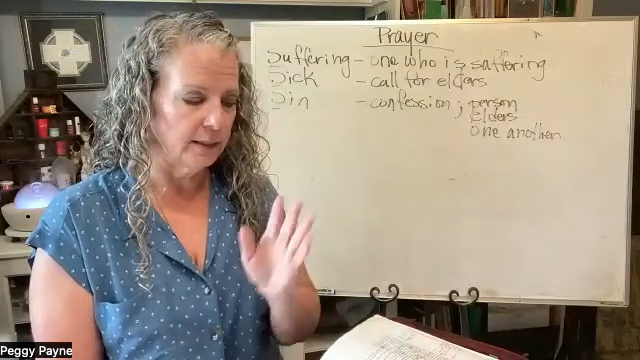 Prayer
Suffering - one who is suffering
Sick - call for elders
Sin - confession ; person
elders
one another
Peggy Payne